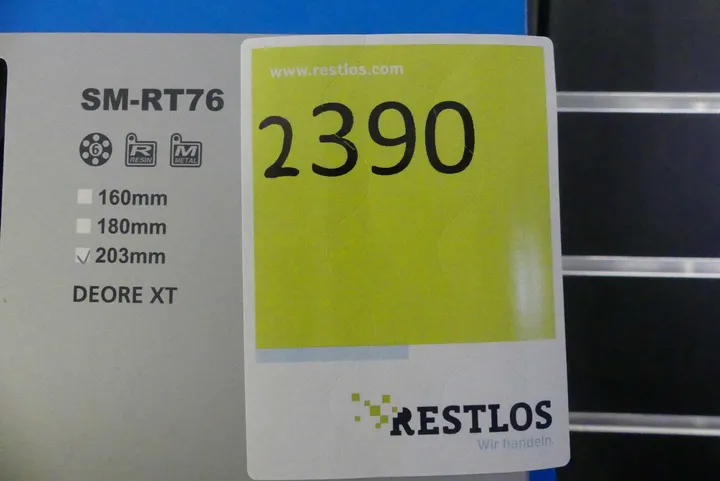 SM-RT76
6
R
RESIN
M
METAL
160mm
180mm
203mm
DEORE XT
www.restlos.com
2390
RESTLOS
Wir handeln.